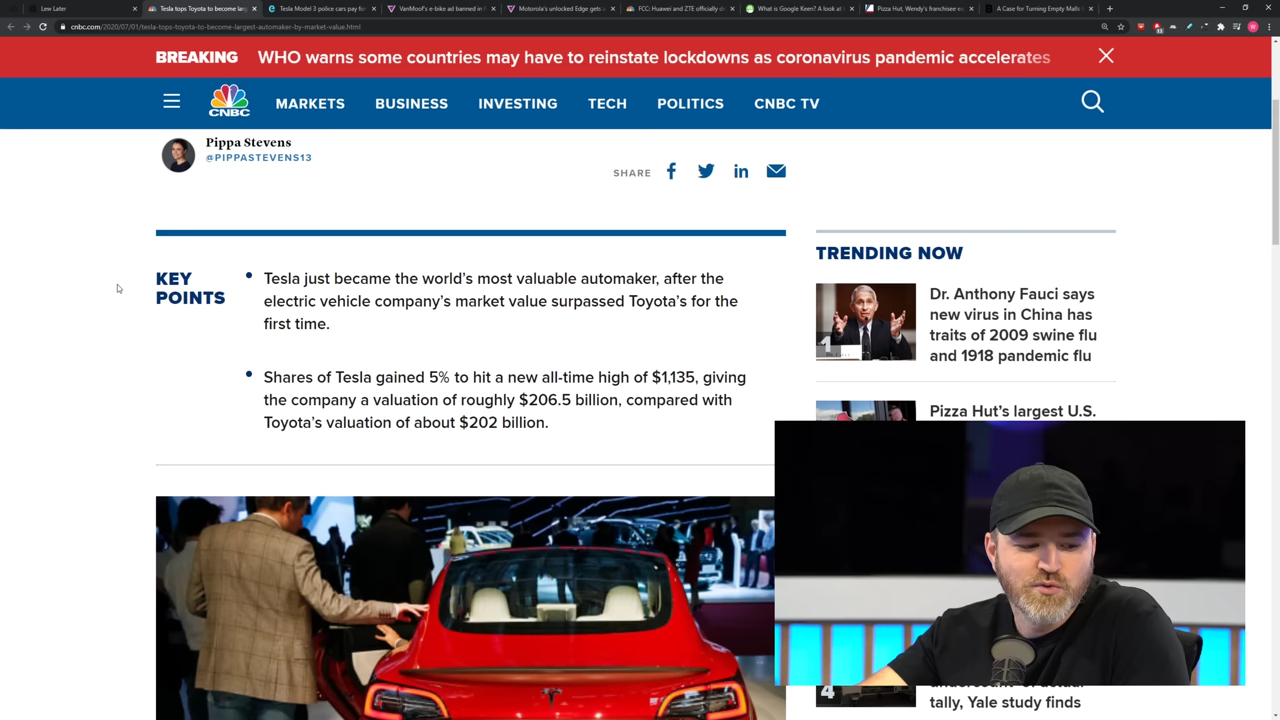 Lew Later
Tesla tops Toyota to become lar
Tesla Model 3 police cars pay fo
VanMoof's e-bike ad banned in F
Motorola's unlocked Edge gets a
FCC: Huawei and ZTE officially d
What is Google Keen? A look at
Pizza Hut, Wendy's franchisee ex
A Case for Turning Empty Malls I
cnbc.com/2020/07/01/tesla-tops-toyota-to-become-largest-automaker-by-market-value.html
BREAKING WHO warns some countries may have to reinstate lockdowns as coronavirus pandemic accelerates
CNBC
MARKETS BUSINESS INVESTING TECH POLITICS CNBC TV
Pippa Stevens
@PIPPASTEVENS13
SHARE
KEY
POINTS
Tesla just became the world's most valuable automaker, after the
electric vehicle company's market value surpassed Toyota's for the
first time.
Shares of Tesla gained 5% to hit a new all-time high of $1,135, giving
the company a valuation of roughly $206.5 billion, compared with
Toyota's valuation of about $202 billion.
TRENDING NOW
1
Dr. Anthony Fauci says
new virus in China has
traits of 2009 swine flu
and 1918 pandemic flu
Pizza Hut's largest U.S.
4
tally, Yale study finds